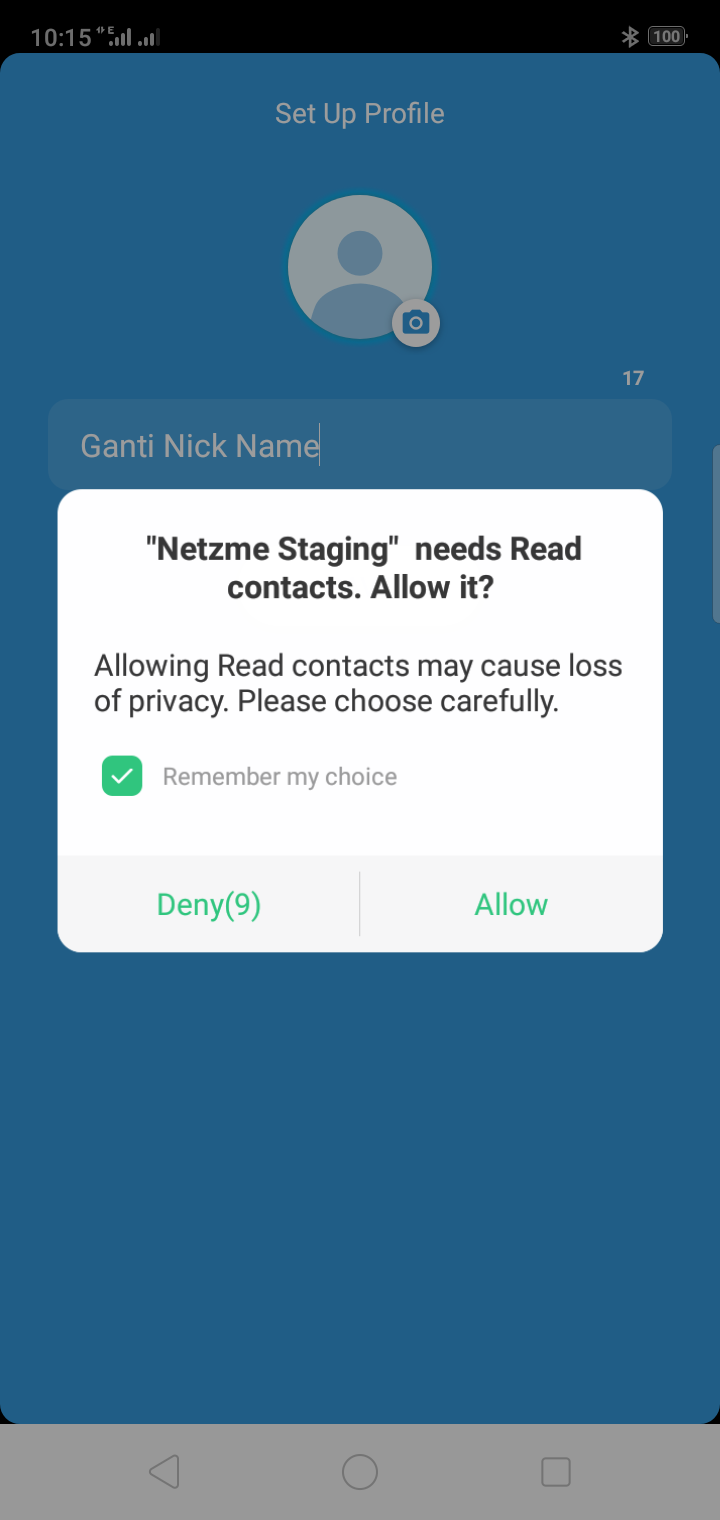 10:15
E
100
Set Up Profile
17
Ganti Nick Name
"Netzme Staging"  needs Read
contacts. Allow it?
Allowing Read contacts may cause loss
of privacy. Please choose carefully.
Remember my choice
Deny(9)
Allow